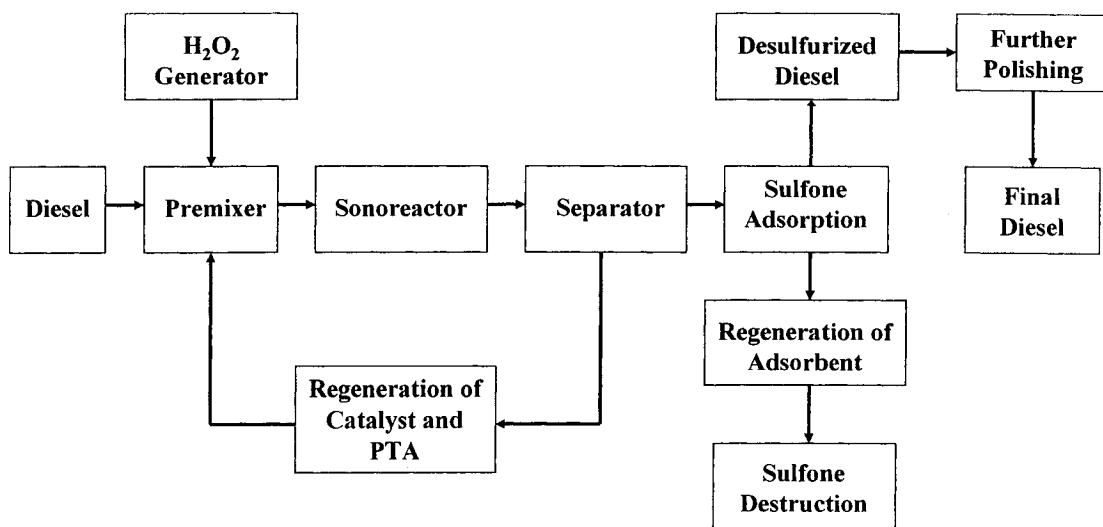 H₂O₂
Generator
Desulfurized
Diesel
Further
Polishing
Diesel
Premixer
Sonoreactor
Separator
Sulfone
Adsorption
Final
Diesel
Regeneration of
Catalyst and
PTA
Regeneration of
Adsorbent
Sulfone
Destruction